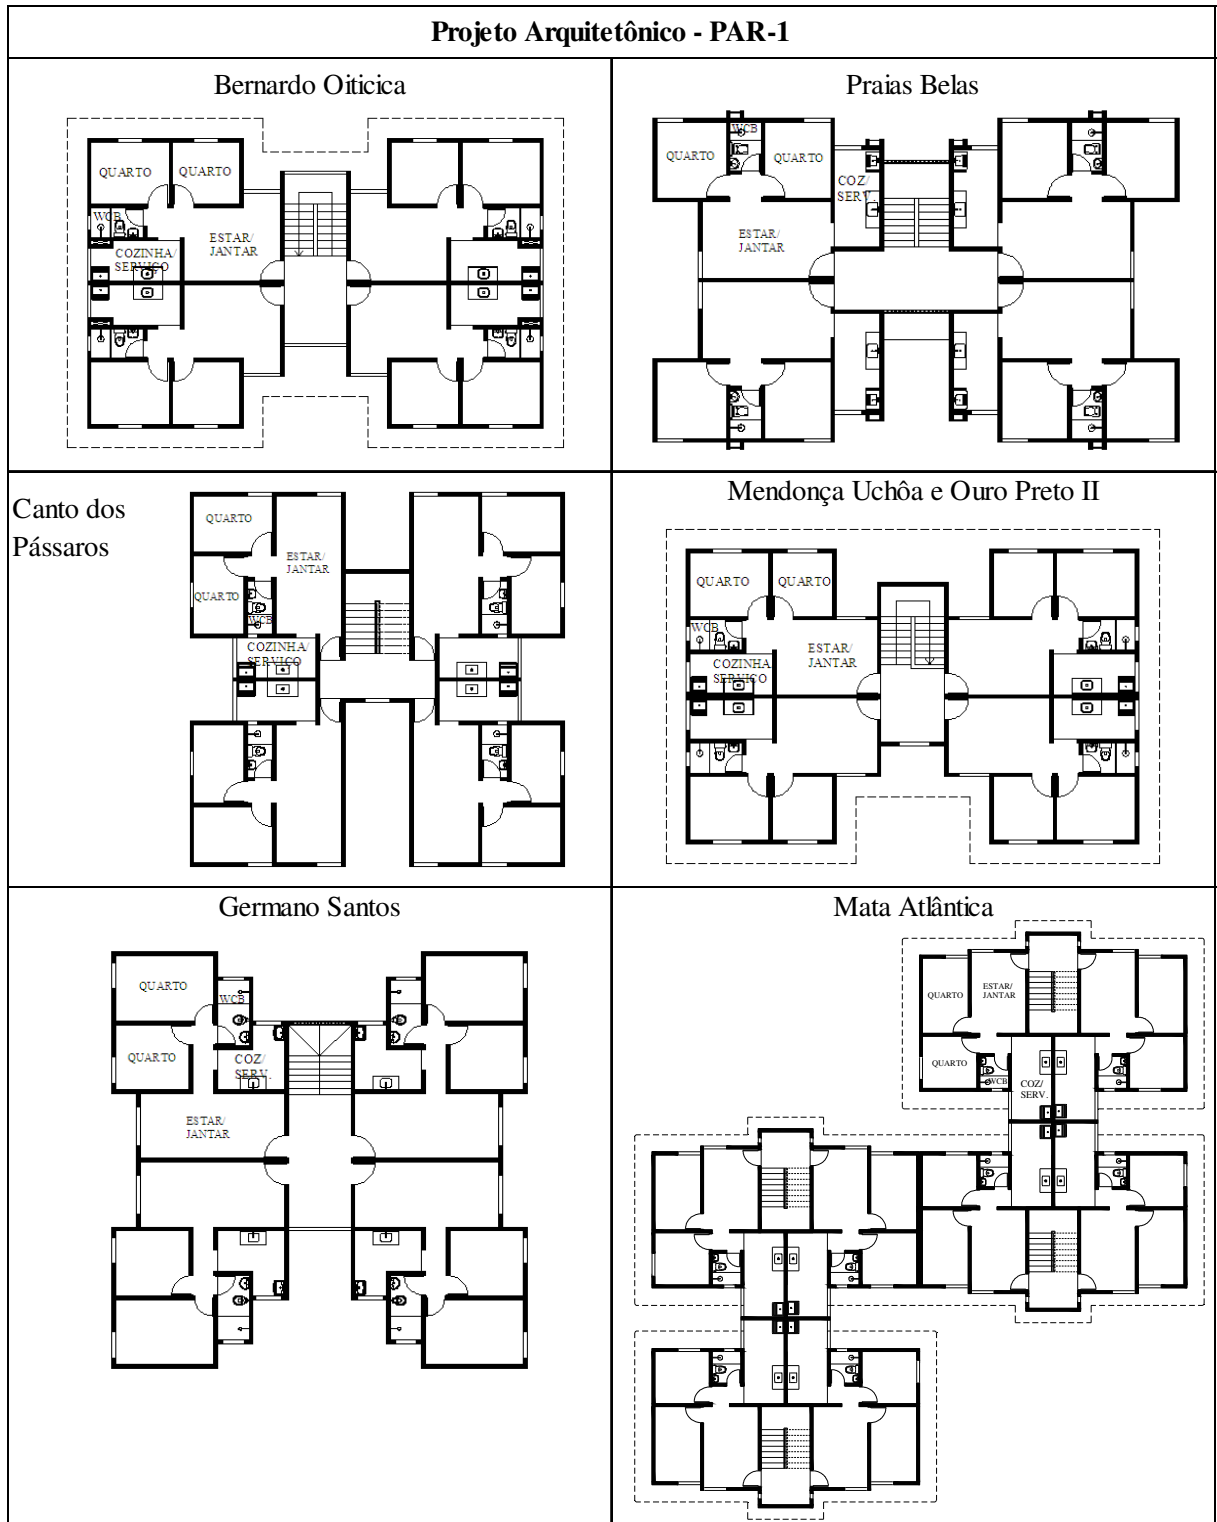 Projeto Arquitetônico - PAR-1
Bernardo Oiticica
QUARTO
QUARTO
WCB
ESTAR/
JANTAR
COZINHA/
SERVIÇO
Praias Belas
WCB
QUARTO
QUARTO
COZ/
SERV.
ESTAR/
JANTAR
Canto dos
Pássaros
QUARTO
ESTAR/
JANTAR
QUARTO
WCB
COZINHA/
SERVIÇO
Mendonça Uchôa e Ouro Preto II
QUARTO
QUARTO
WCB
ESTAR/
JANTAR
COZINHA
SERVIÇO
Germano Santos
QUARTO
WCB
QUARTO
COZ/
SERV.
ESTAR/
JANTAR
Mata Atlântica
QUARTO
ESTAR/
JANTAR
QUARTO
WCB
COZ/
SERV.